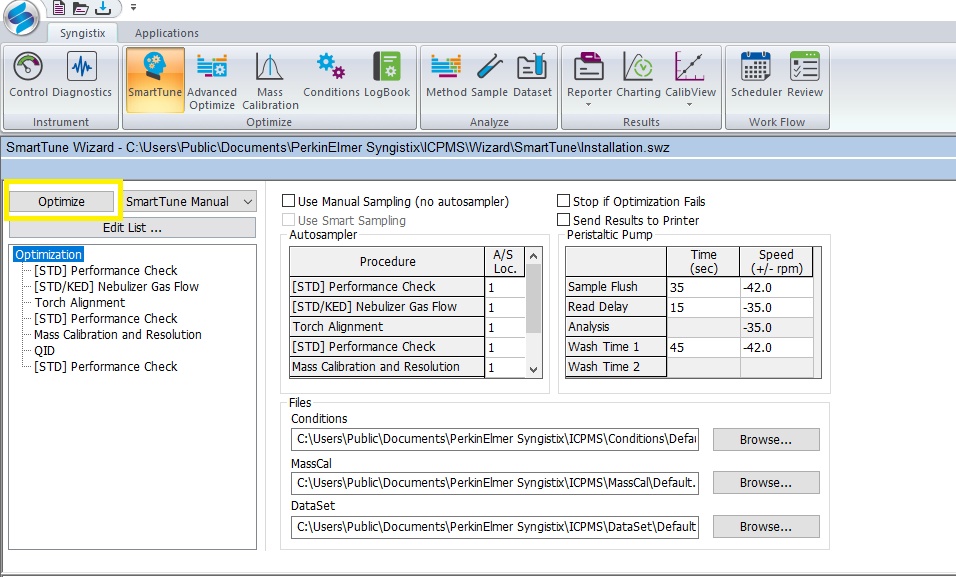 Syngistix Applications
Control Diagnostics SmartTune Advanced Optimize Mass Calibration Conditions LogBook Method Sample Dataset Reporter Charting CalibView Scheduler Review
Instrument Optimize Analyze Results Work Flow
SmartTune Wizard - C:\Users\Public\Documents\PerkinElmer Syngistix\ICPMS\Wizard\SmartTune\Installation.swz
Optimize SmartTune Manual
Edit List ...
Optimization
[STD] Performance Check
[STD/KED] Nebulizer Gas Flow
Torch Alignment
[STD] Performance Check
Mass Calibration and Resolution
QID
[STD] Performance Check
Use Manual Sampling (no autosampler)
Use Smart Sampling
Stop if Optimization Fails
Send Results to Printer
Autosampler
Procedure A/S Loc.
[STD] Performance Check 1
[STD/KED] Nebulizer Gas Flow 1
Torch Alignment 1
[STD] Performance Check 1
Mass Calibration and Resolution 1
Peristaltic Pump
Time (sec) Speed (+/- rpm)
Sample Flush 35 -42.0
Read Delay 15 -35.0
Analysis -35.0
Wash Time 1 45 -42.0
Wash Time 2
Files
Conditions
C:\Users\Public\Documents\PerkinElmer Syngistix\ICPMS\Conditions\Defau Browse...
MassCal
C:\Users\Public\Documents\PerkinElmer Syngistix\ICPMS\MassCal\Default. Browse...
DataSet
C:\Users\Public\Documents\PerkinElmer Syngistix\ICPMS\DataSet\Default Browse...